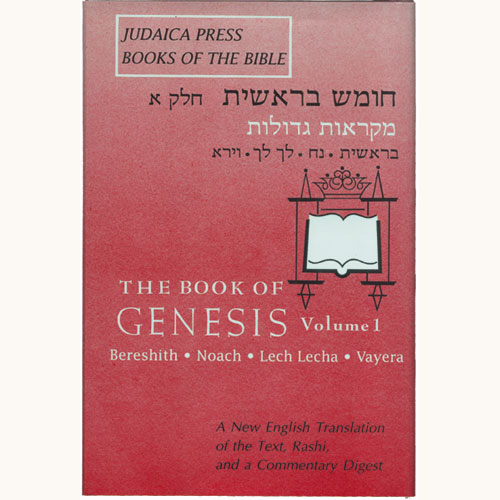 JUDAICA PRESS
BOOKS OF THE BIBLE
חומש בראשית חלק א
מקראות גדולות
בראשית • נח • לך לך • וירא
THE BOOK OF
GENESIS Volume 1
Bereshith • Noach • Lech Lecha • Vayera
A New English Translation
of the Text, Rashi,
and a Commentary Digest